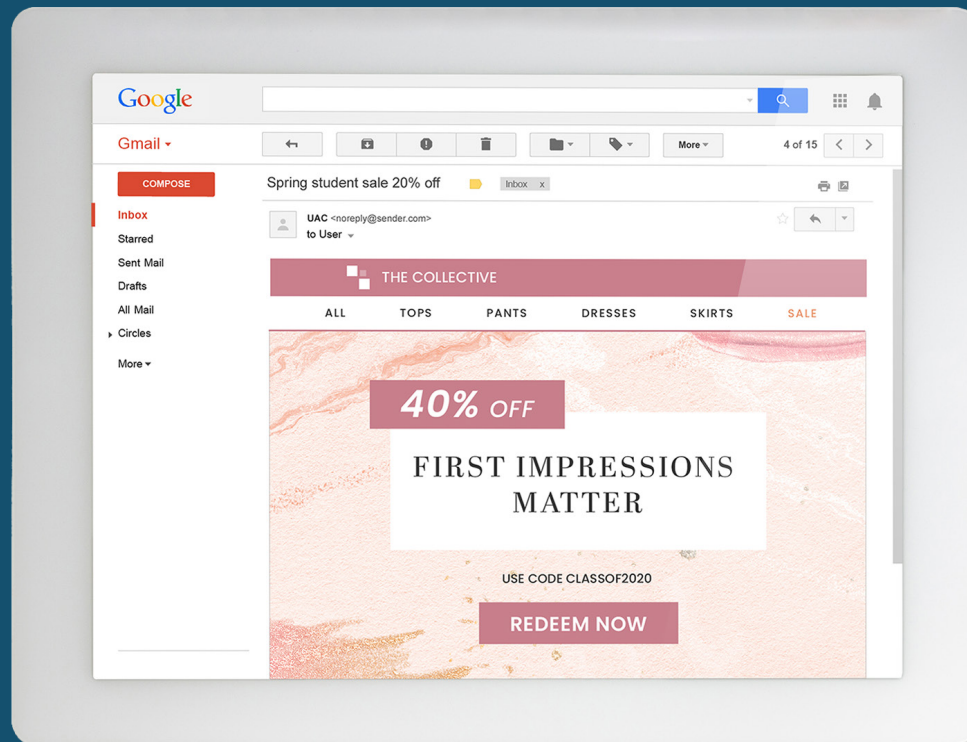 Google
Gmail
More
4 of 15
COMPOSE
Spring student sale 20% off
Inbox x
Inbox
Starred
Sent Mail
Drafts
All Mail
Circles
More
UAC <noreply@sender.com>
to User
THE COLLECTIVE
ALL TOPS PANTS DRESSES SKIRTS SALE
40% OFF
FIRST IMPRESSIONS
MATTER
USE CODE CLASSOF2020
REDEEM NOW